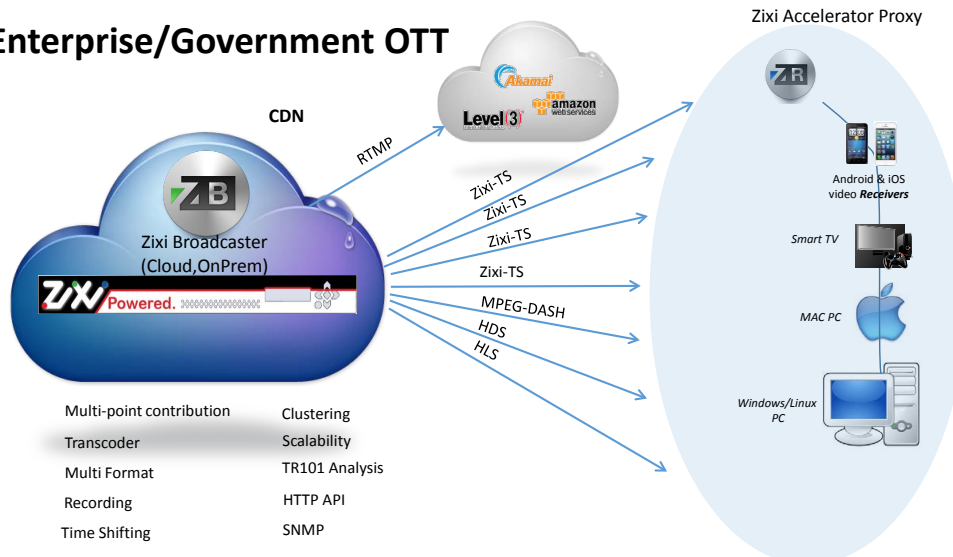 Zixi Accelerator Proxy
Enterprise/Government OTT
Akamai
amazon
webservices
Level(3)
CDN
RTMP
ZR
ZB
Zixi Broadcaster
(Cloud,OnPrem)
ZiXi Powered.
Zixi-TS
Zixi-TS
Zixi-TS
Zixi-TS
MPEG-DASH
HDS
HLS
Android & iOS
video Receivers
Smart TV
MAC PC
Windows/Linux
PC
Multi-point contribution
Transcoder
Multi Format
Recording
Time Shifting
Clustering
Scalability
TR101 Analysis
HTTP API
SNMP